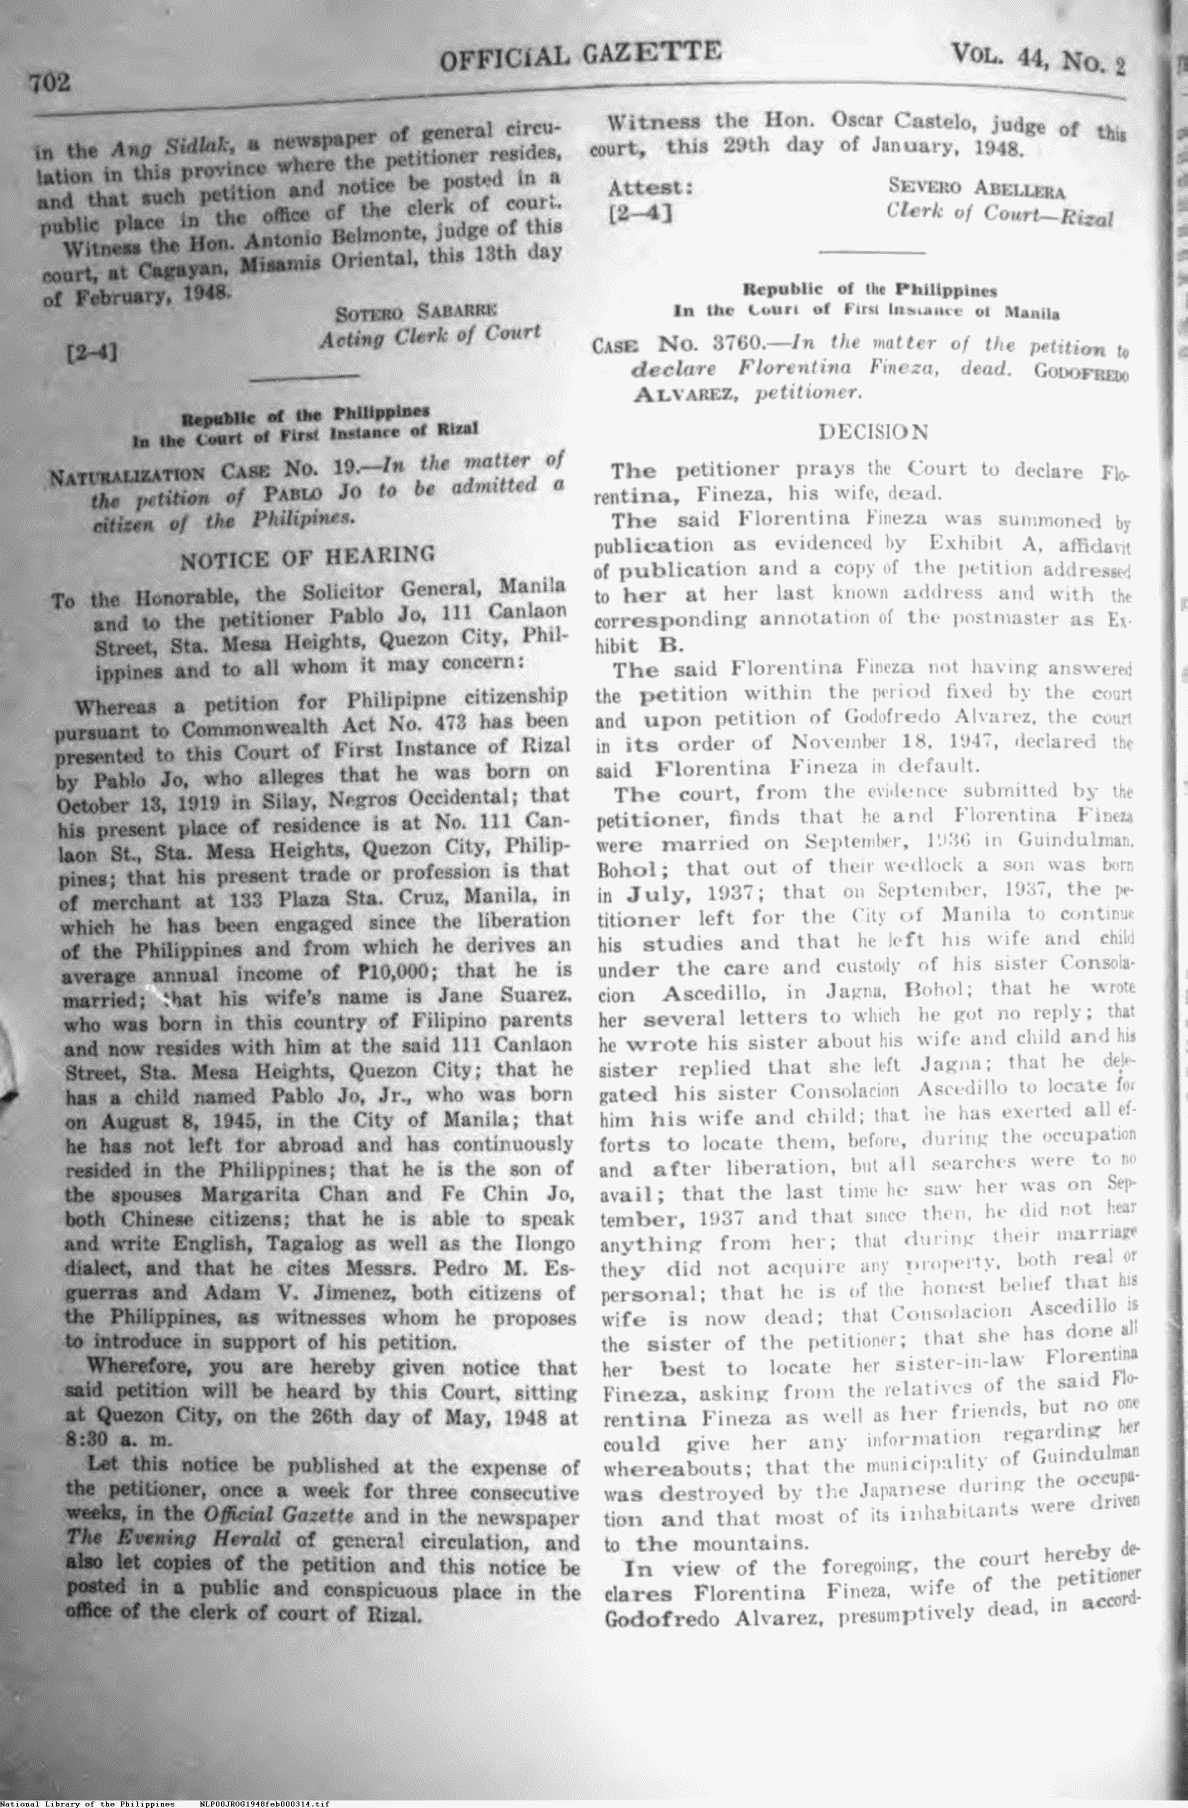 702
OFFICIAL GAZETTE
VOL. 44, NO. 2
in the Ang Sidlak, a newspaper of general circu-
lation in this province where the petitioner resides,
and that such petition and notice be posted in a
public place in the office of the clerk of court.
Witness the Hon. Antonio Belmonte, judge of this
court, at Cagayan, Misamis Oriental, this 13th day
of February, 1948.
SOTERO SABARRE
Acting Clerk of Court
[2–4]
Republic of the Philippines
In the Court of First Instance of Rizal
NATURALIZATION CASE NO. 19.—In the matter of
the petition of PABLO JO to be admitted a
citizen of the Philipines.
NOTICE OF HEARING
To the Honorable, the Solicitor General, Manila
and to the petitioner Pablo Jo, 111 Canlaon
Street, Sta. Mesa Heights, Quezon City, Phil-
ippines and to all whom it may concern:
Whereas a petition for Philipipne citizenship
pursuant to Commonwealth Act No. 473 has been
presented to this Court of First Instance of Rizal
by Pablo Jo, who alleges that he was born on
October 13, 1919 in Silay, Negros Occidental; that
his present place of residence is at No. 111 Can-
laon St., Sta. Mesa Heights, Quezon City, Philip-
pines; that his present trade or profession is that
of merchant at 133 Plaza Sta. Cruz, Manila, in
which he has been engaged since the liberation
of the Philippines and from which he derives an
average annual income of ₱10,000; that he is
married; that his wife's name is Jane Suarez,
who was born in this country of Filipino parents
and now resides with him at the said 111 Canlaon
Street, Sta. Mesa Heights, Quezon City; that he
has a child named Pablo Jo, Jr., who was born
on August 8, 1945, in the City of Manila; that
he has not left for abroad and has continuously
resided in the Philippines; that he is the son of
the spouses Margarita Chan and Fe Chin Jo,
both Chinese citizens; that he is able to speak
and write English, Tagalog as well as the Ilongo
dialect, and that he cites Messrs. Pedro M. Es-
guerras and Adam V. Jimenez, both citizens of
the Philippines, as witnesses whom he proposes
to introduce in support of his petition.
Wherefore, you are hereby given notice that
said petition will be heard by this Court, sitting
at Quezon City, on the 26th day of May, 1948 at
8:30 a. m.
Let this notice be published at the expense of
the petitioner, once a week for three consecutive
weeks, in the Official Gazette and in the newspaper
The Evening Herald of general circulation, and
also let copies of the petition and this notice be
posted in a public and conspicuous place in the
office of the clerk of court of Rizal.
Witness the Hon. Oscar Castelo, judge of this
court, this 29th day of January, 1948.
Attest:
SEVERO ABELLERA
[2–4]
Clerk of Court—Rizal
Republic of the Philippines
In the Court of First Instance of Manila
CASE NO. 3760.—In the matter of the petition to
declare Florentina Fineza, dead. GODOFREDO
ALVAREZ, petitioner.
DECISION
The petitioner prays the Court to declare Flo-
rentina, Fineza, his wife, dead.
The said Florentina Fineza was summoned by
publication as evidenced by Exhibit A, affidavit
of publication and a copy of the petition addressed
to her at her last known address and with the
corresponding annotation of the postmaster as Ex-
hibit B.
The said Florentina Fineza not having answered
the petition within the period fixed by the court
and upon petition of Godofredo Alvarez, the court
in its order of November 18, 1947, declared the
said Florentina Fineza in default.
The court, from the evidence submitted by the
petitioner, finds that he and Florentina Fineza
were married on September, 1936 in Guindulman,
Bohol; that out of their wedlock a son was born
in July, 1937; that on September, 1937, the pe-
titioner left for the City of Manila to continue
his studies and that he left his wife and child
under the care and custody of his sister Consola-
cion Ascedillo, in Jagna, Bohol; that he wrote
her several letters to which he got no reply; that
he wrote his sister about his wife and child and his
sister replied that she left Jagna; that he dele-
gated his sister Consolacion Ascedillo to locate for
him his wife and child; that he has exerted all ef-
forts to locate them, before, during the occupation
and after liberation, but all searches were to no
avail; that the last time he saw her was on Sep-
tember, 1937 and that since then, he did not hear
anything from her; that during their marriage
they did not acquire any property, both real or
personal; that he is of the honest belief that his
wife is now dead; that Consolacion Ascedillo is
the sister of the petitioner; that she has done all
her best to locate her sister-in-law Florentina
Fineza, asking from the relatives of the said Flo-
rentina Fineza as well as her friends, but no one
could give her any information regarding her
whereabouts; that the municipality of Guindulman
was destroyed by the Japanese during the occupa-
tion and that most of its inhabitants were driven
to the mountains.
In view of the foregoing, the court hereby de-
clares Florentina Fineza, wife of the petitioner
Godofredo Alvarez, presumptively dead, in accord-
National Library of the Philippines NLP00JR0G1948feb000314.tif